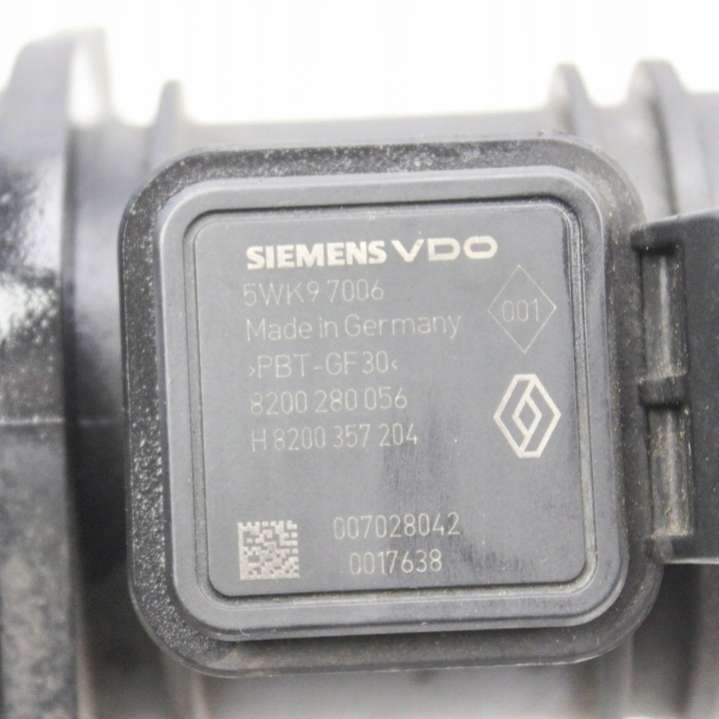 SIEMENS VDO
5WK9 7006
001
Made in Germany
>PBT-GF30<
8200 280 056
H 8200 357 204
007028042
0017638